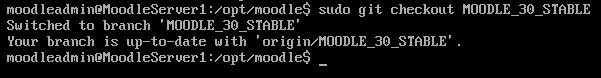 moodleadmin@MoodleServer1:/opt/moodle$ sudo git checkout MOODLE_30_STABLE
Switched to branch 'MOODLE_30_STABLE'
Your branch is up-to-date with 'origin/MOODLE_30_STABLE'.
moodleadmin@MoodleServer1:/opt/moodle$ _